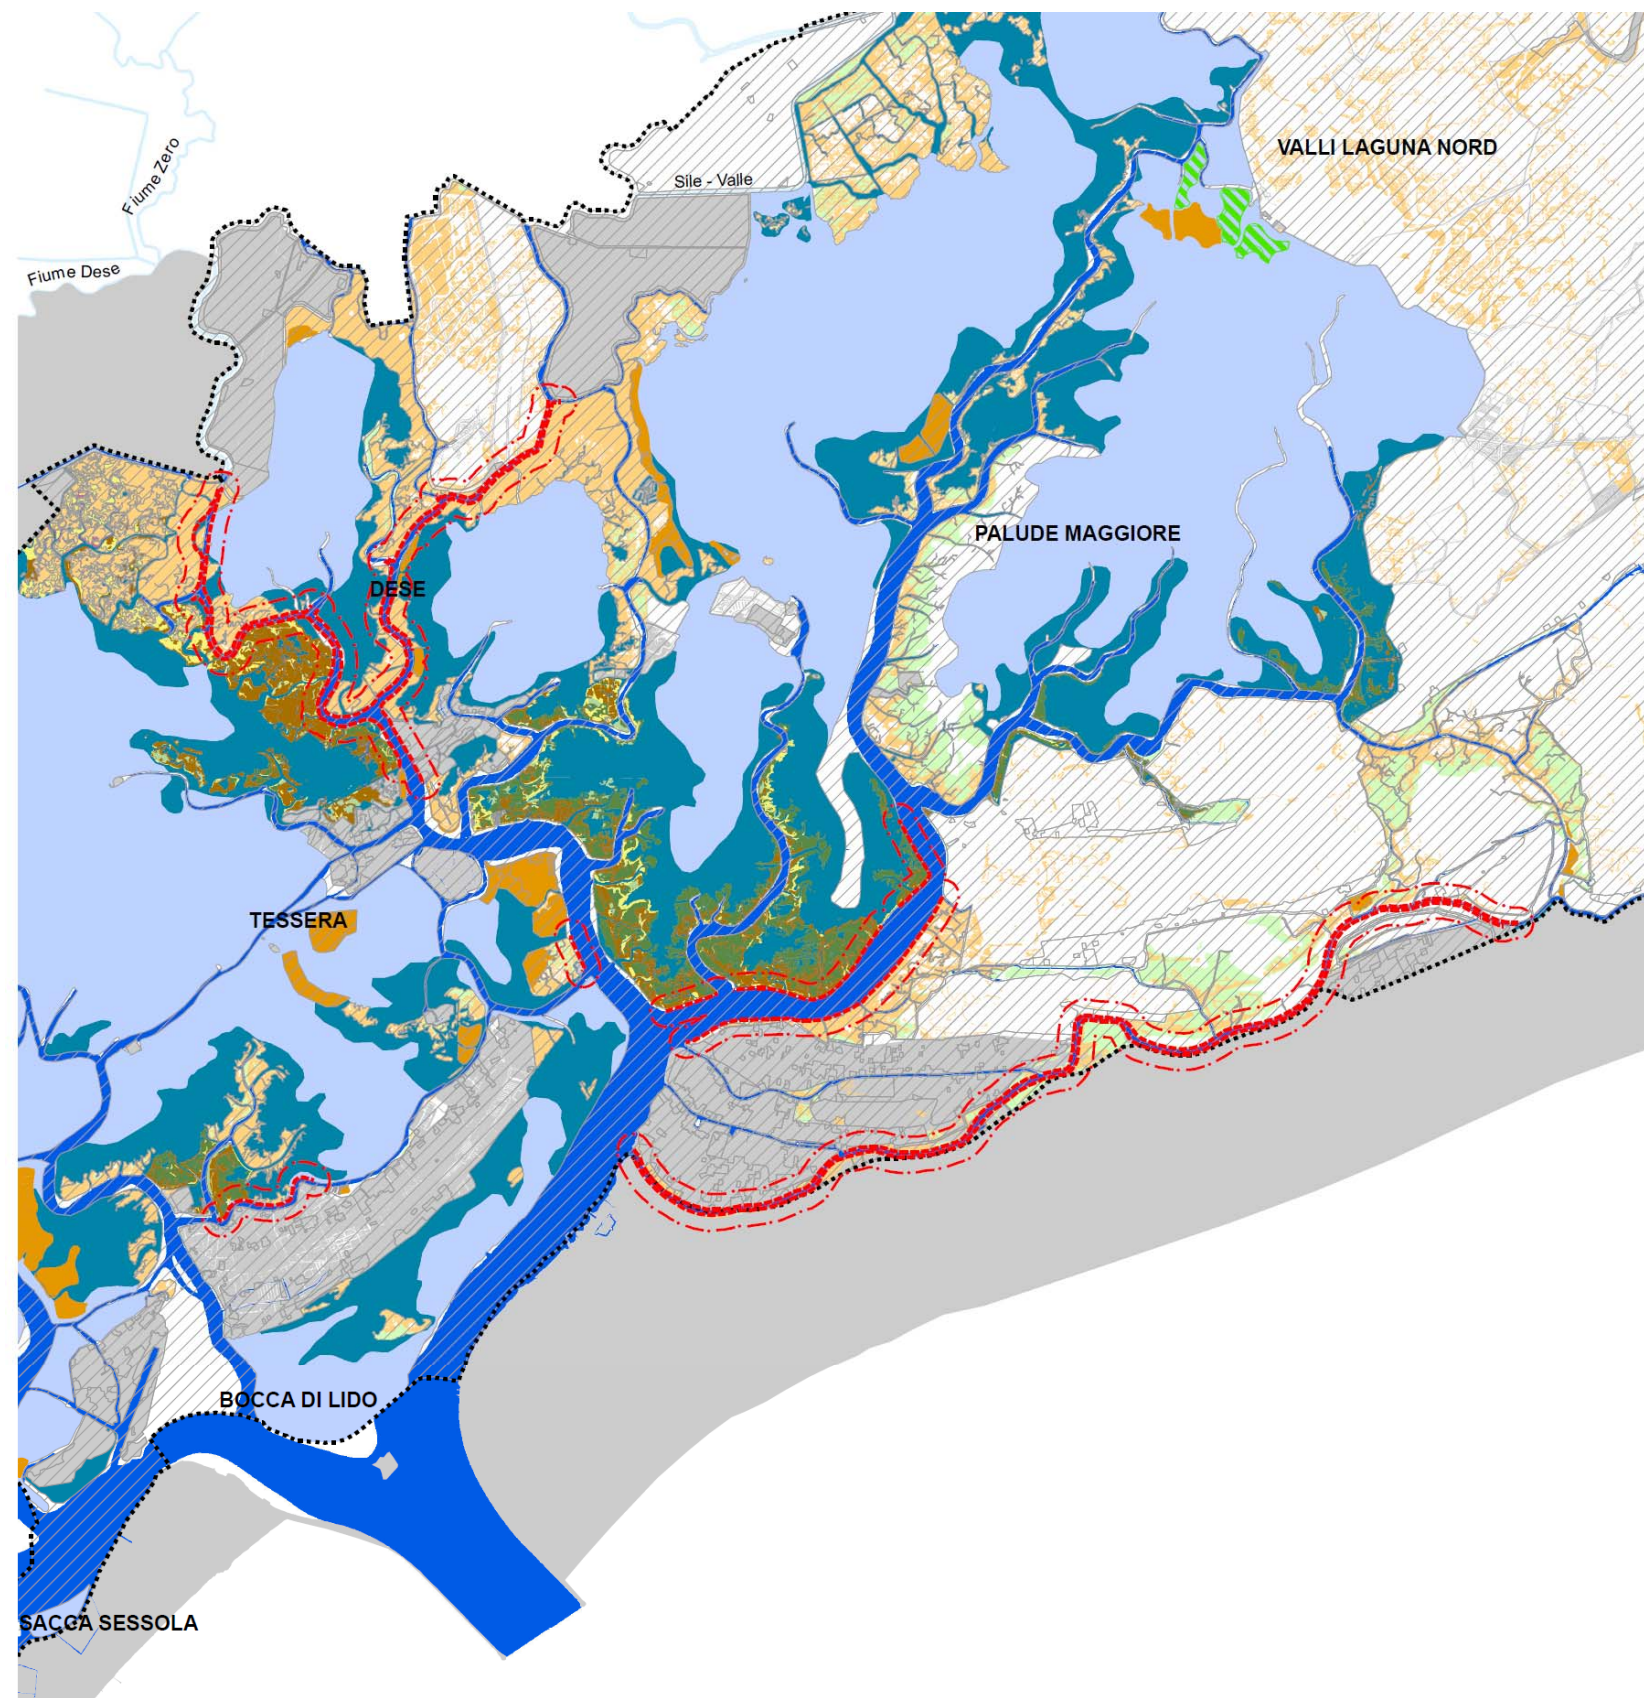 VALLI LAGUNA NORD
Fiume Zero
Sile - Valle
Fiume Dese
PALUDE MAGGIORE
DESE
TESSERA
BOCCA DI LIDO
SACCA SESSOLA